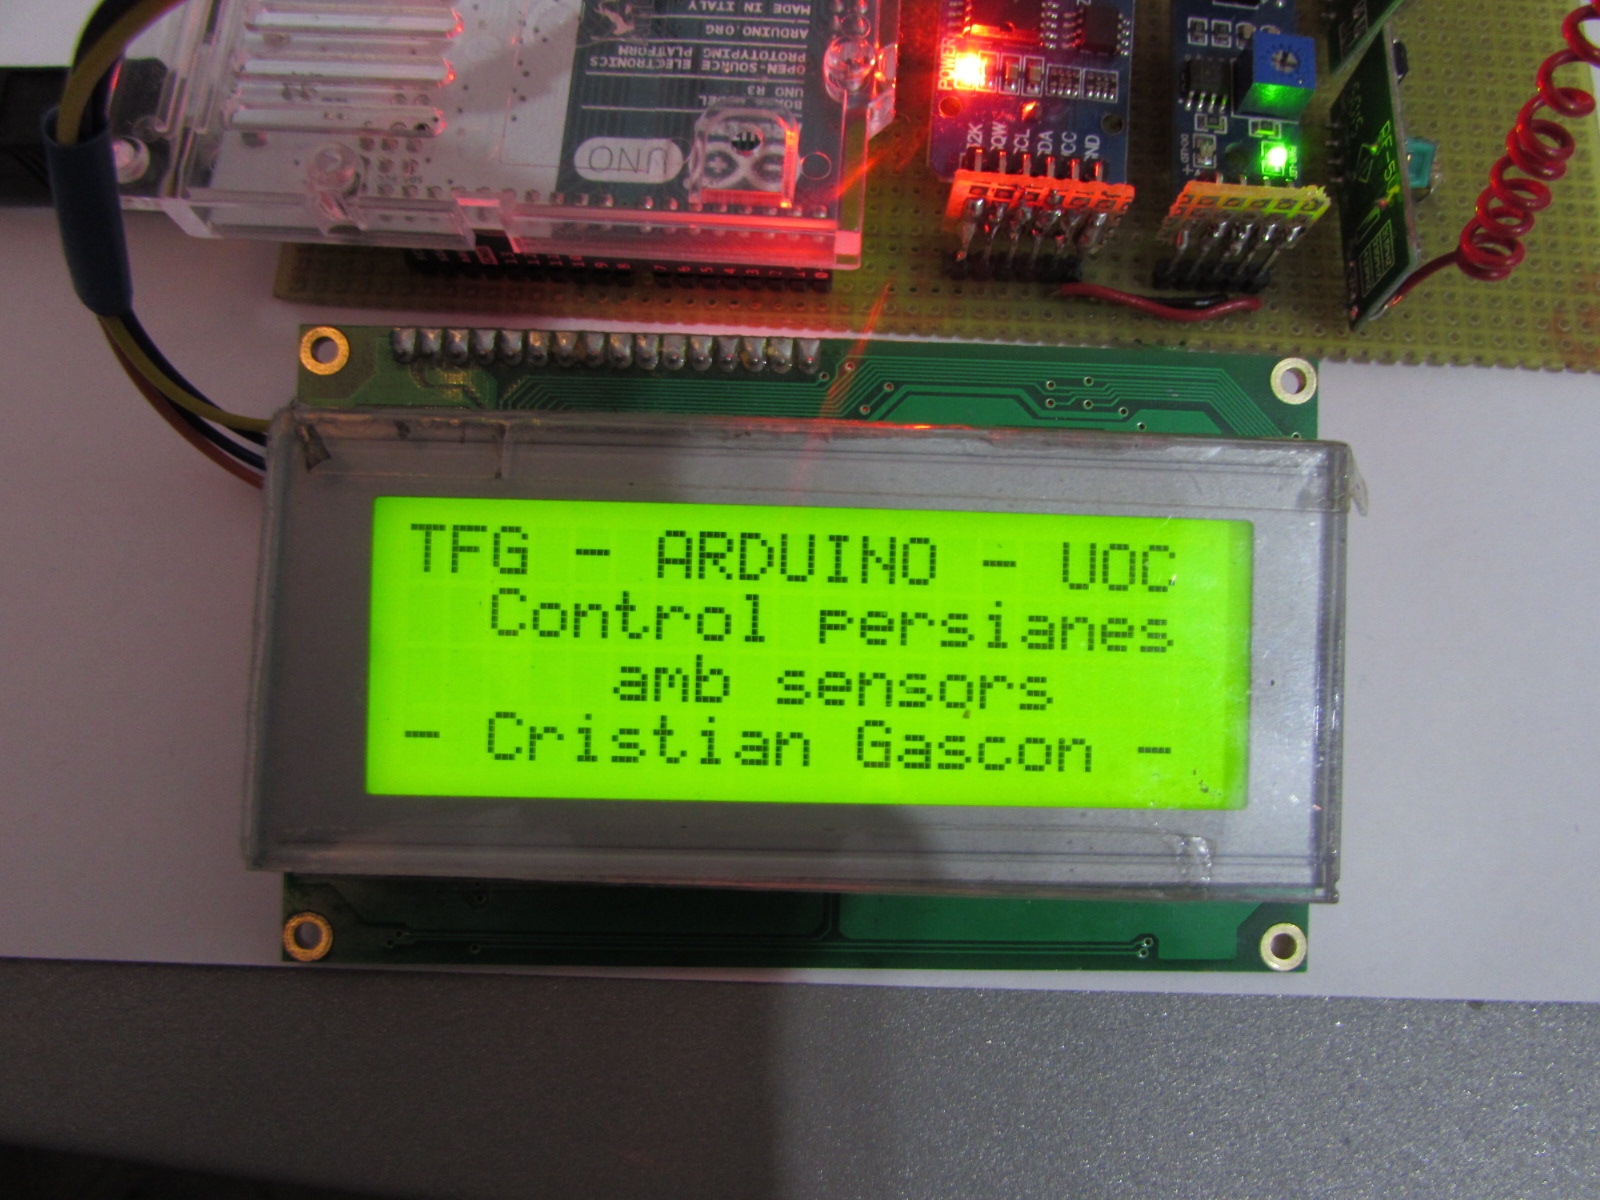 MADE IN ITALY
ARDUINO.ORG
PROTOTYPING PLATFORM
OPEN-SOURCE ELECTRONICS
UNO R3
UNO
POWER
TFG - ARDUINO - UOC
Control persianes
amb sensors
- Cristian Gascon -